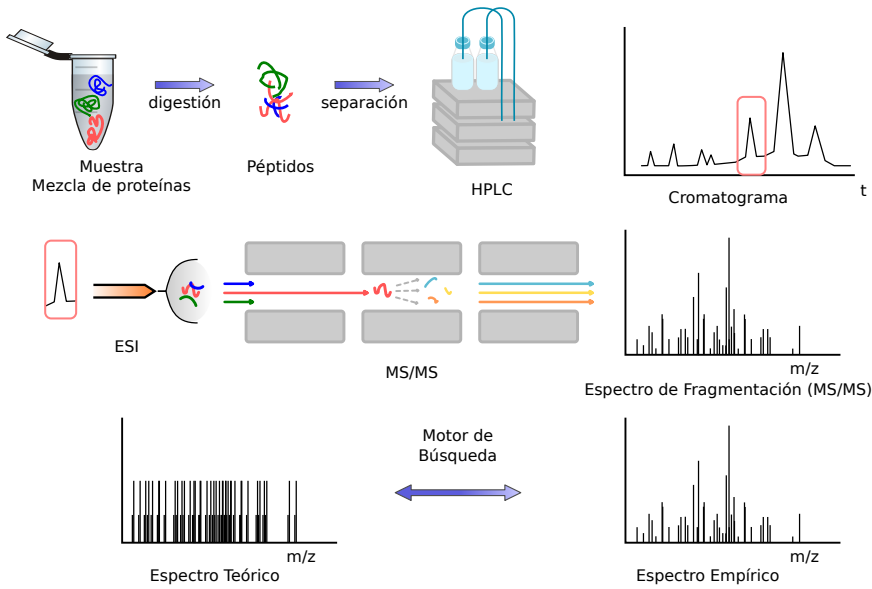 digestión
separación
Muestra
Mezcla de proteínas
Péptidos
HPLC
Cromatograma
t
ESI
MS/MS
m/z
Espectro de Fragmentación (MS/MS)
Motor de
Búsqueda
m/z
Espectro Teórico
m/z
Espectro Empírico